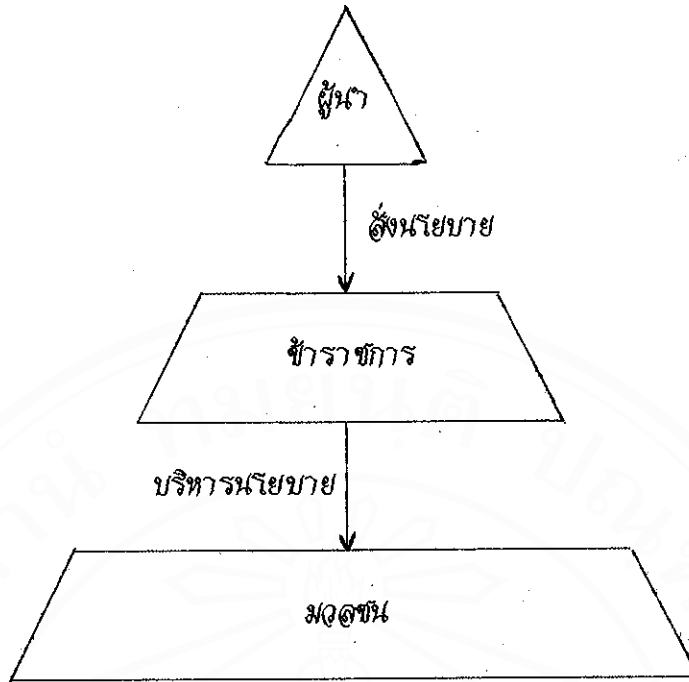 ผู้นำ
สั่งนโยบาย
ข้าราชการ
บริหารนโยบาย
มวลชน